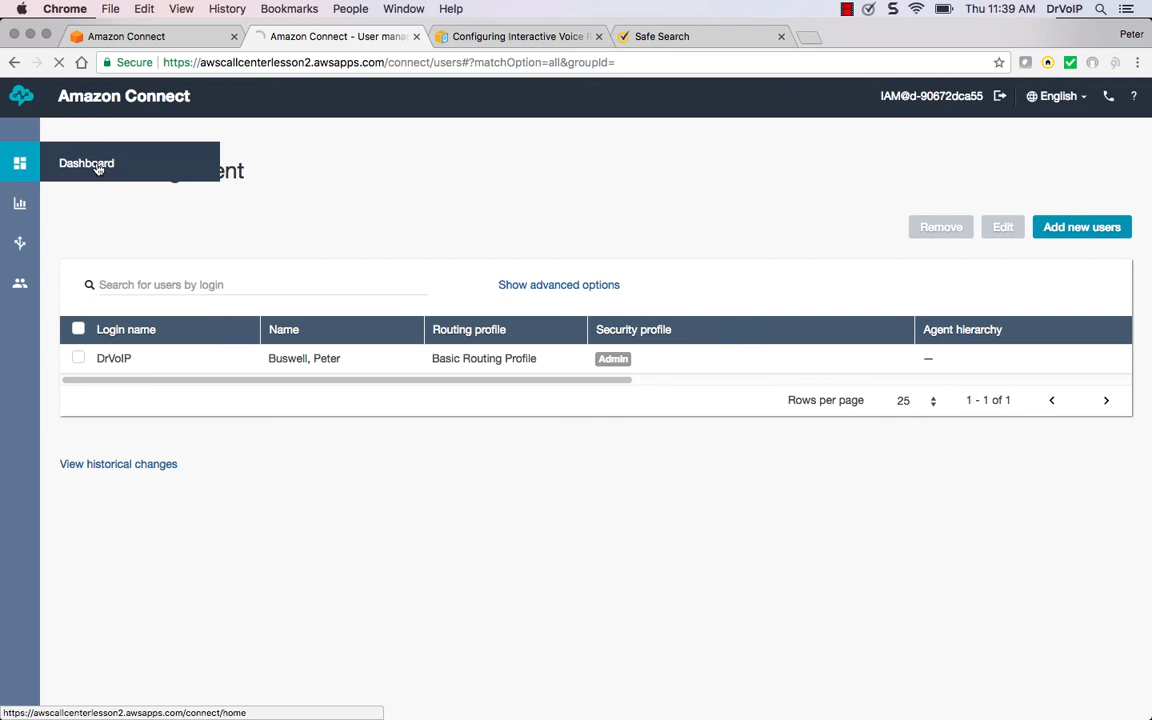 Chrome File Edit View History Bookmarks People Window Help Thu 11:39 AM DrVoIP
Amazon Connect Amazon Connect - User mana Configuring Interactive Voice Safe Search Peter
Secure https://awscallcenterlesson2.awsapps.com/connect/users#?matchOption=all&groupId=
Amazon Connect IAM@d-90672dca55 English ?
Dashboard ent
Remove Edit Add new users
Search for users by login Show advanced options
Login name Name Routing profile Security profile Agent hierarchy
DrVoIP Buswell, Peter Basic Routing Profile Admin —
Rows per page 25 1 - 1 of 1
View historical changes
https://awscallcenterlesson2.awsapps.com/connect/home